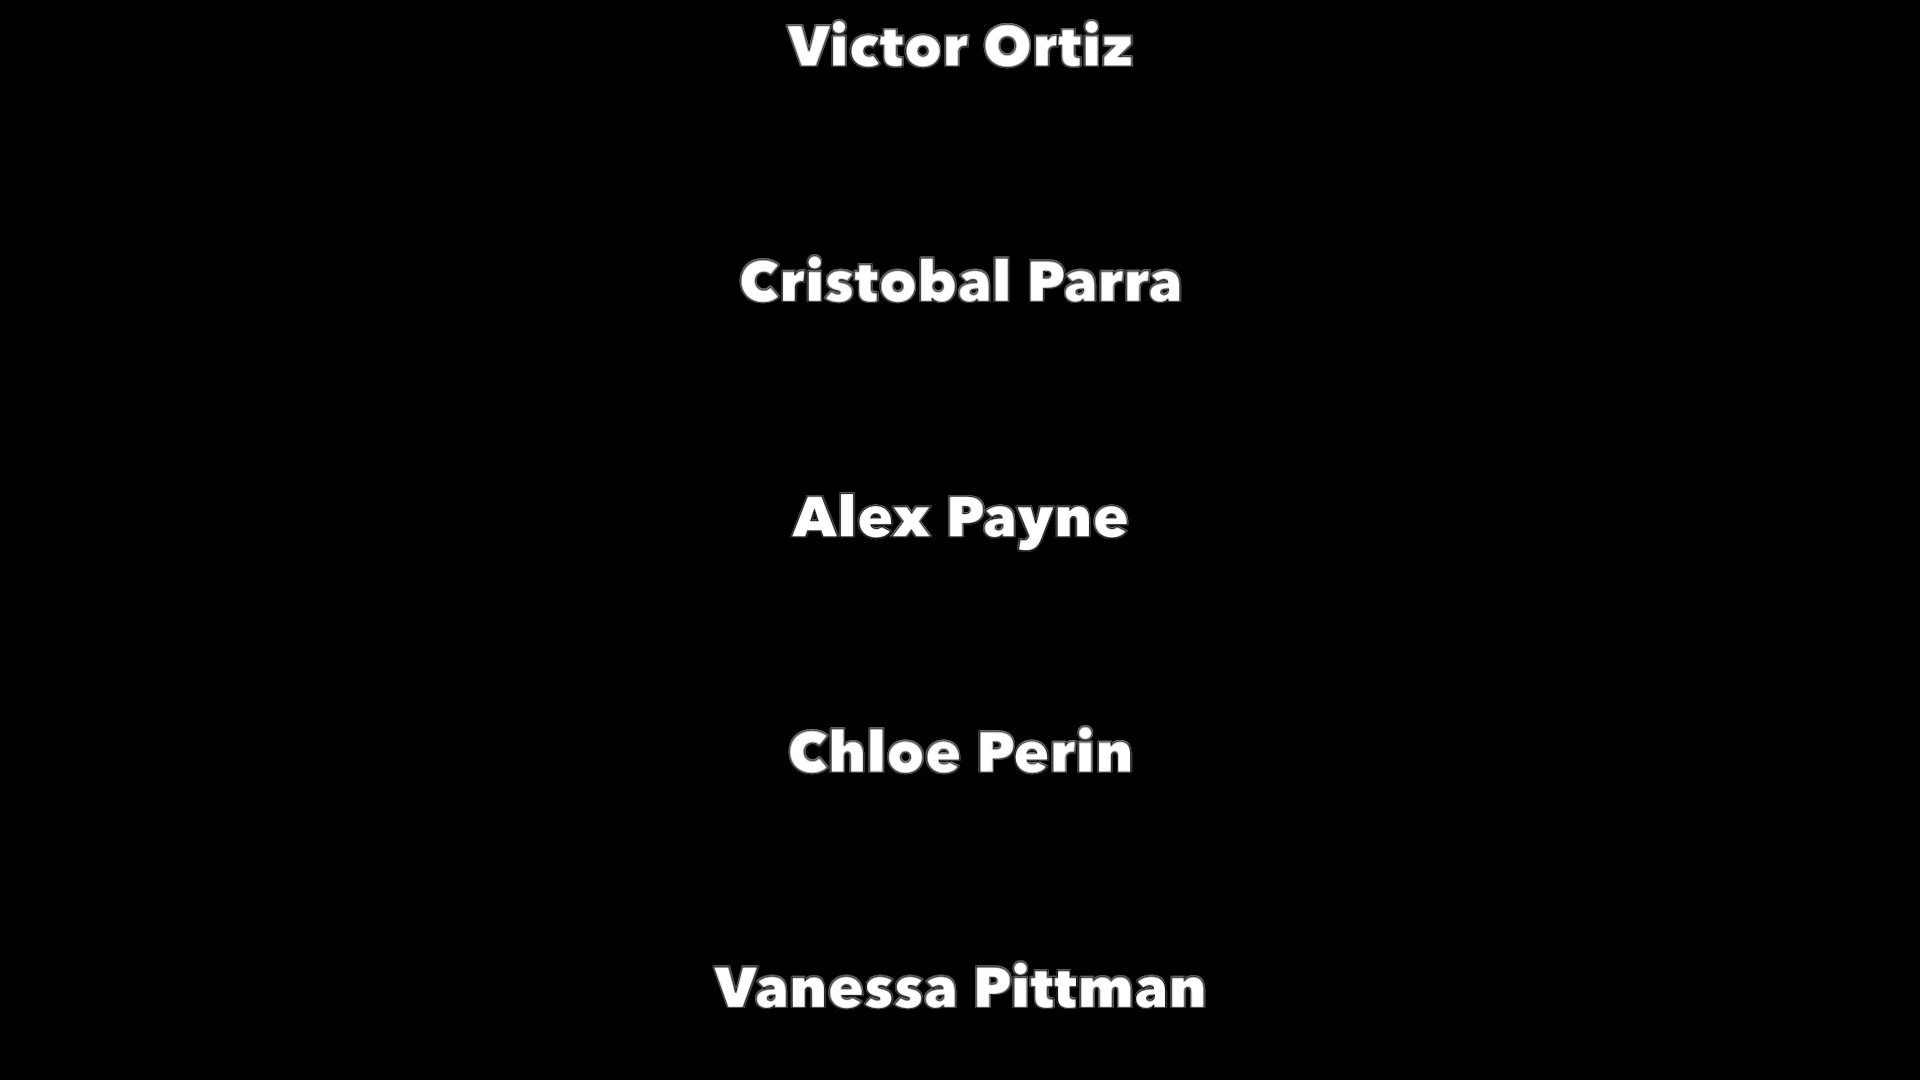 Victor Ortiz
Cristobal Parra
Alex Payne
Chloe Perin
Vanessa Pittman